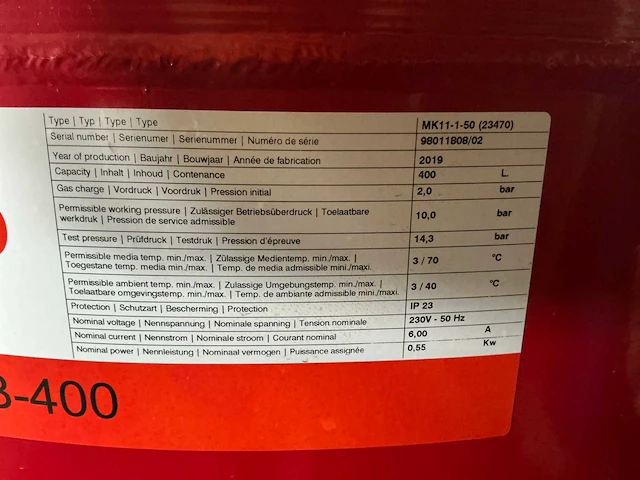 Type | Typ | Type | Type MK11-1-50 (23470)
Serial number | Serienumer | Serienummer | Numéro de série 98011808/02
Year of production | Baujahr | Bouwjaar | Année de fabrication 2019
Capacity | Inhalt | Inhoud | Contenance 400 L
Gas charge | Vordruck | Voordruk | Pression initial 2,0 bar
Permissible working pressure | Zulässiger Betriebsüberdruck | Toelaatbare
werkdruk | Pression de service admissible 10,0 bar
Test pressure | Prüfdruck | Testdruk | Pression d'épreuve 14,3 bar
Permissible media temp. min./max. | Zülassige Medientemp. min./max. |
Toegestane temp. media min./max. | Temp. de media admissible mini./maxi. 3 / 70 °C
Permissible ambient temp. min./max. | Zulassige Umgebungstemp. min./max. |
Toelaatbare omgevingstemp. min./max. | Temp. de ambiante admissible mini./maxi. 3 / 40 °C
Protection | Schutzart | Bescherming | Protection IP 23
Nominal voltage | Nennspannung | Nominale spanning | Tension nominale 230V - 50 Hz
Nominal current | Nennstrom | Nominale stroom | Courant nominal 6,00 A
Nominal power | Nennleistung | Nominaal vermogen | Puissance assignée 0,55 Kw
-400